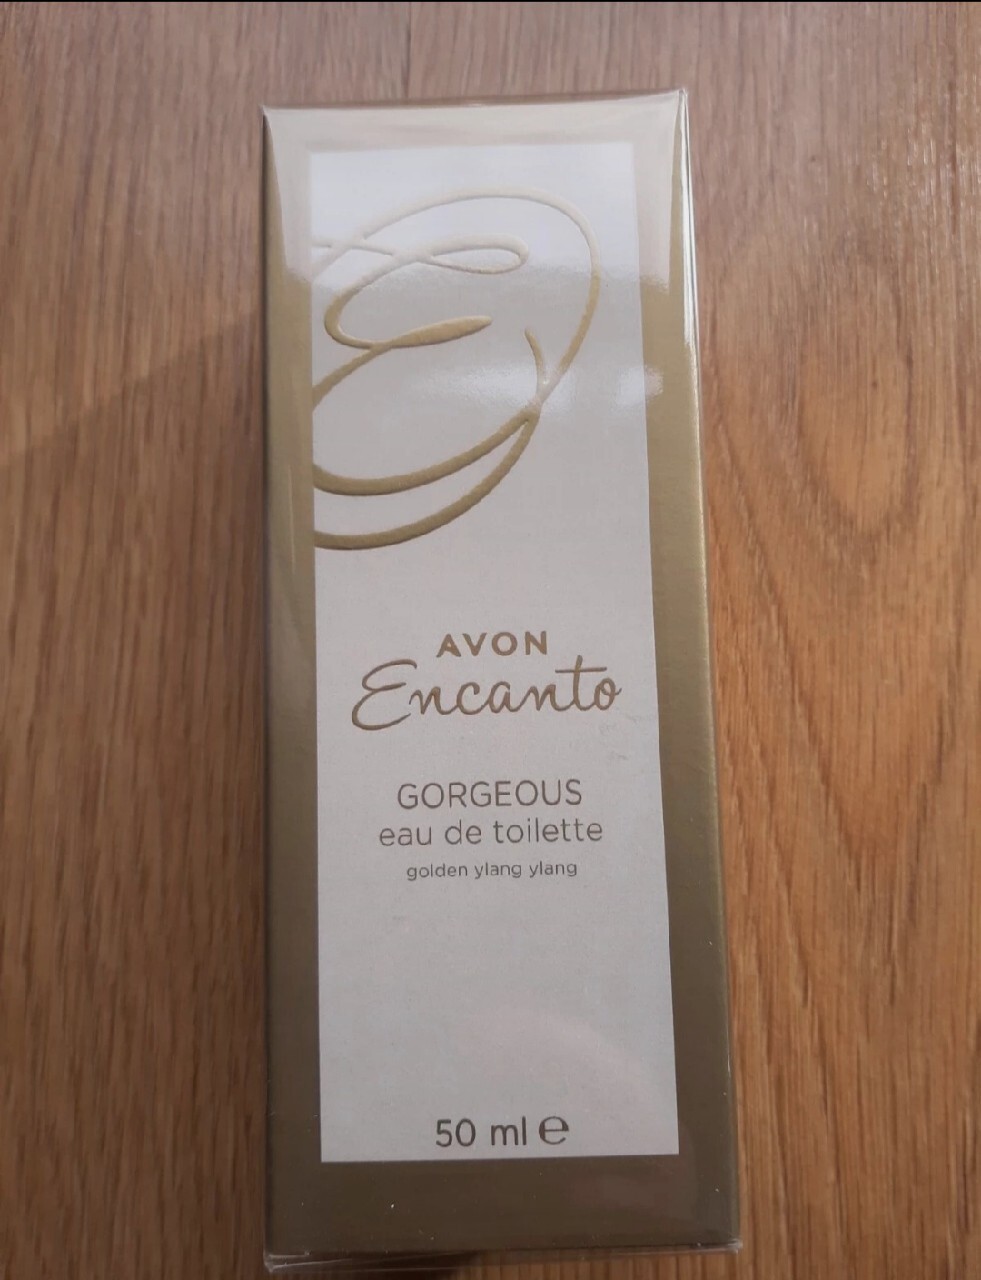 AVON
Encanto
GORGEOUS
eau de toilette
golden ylang ylang
50 ml ℮